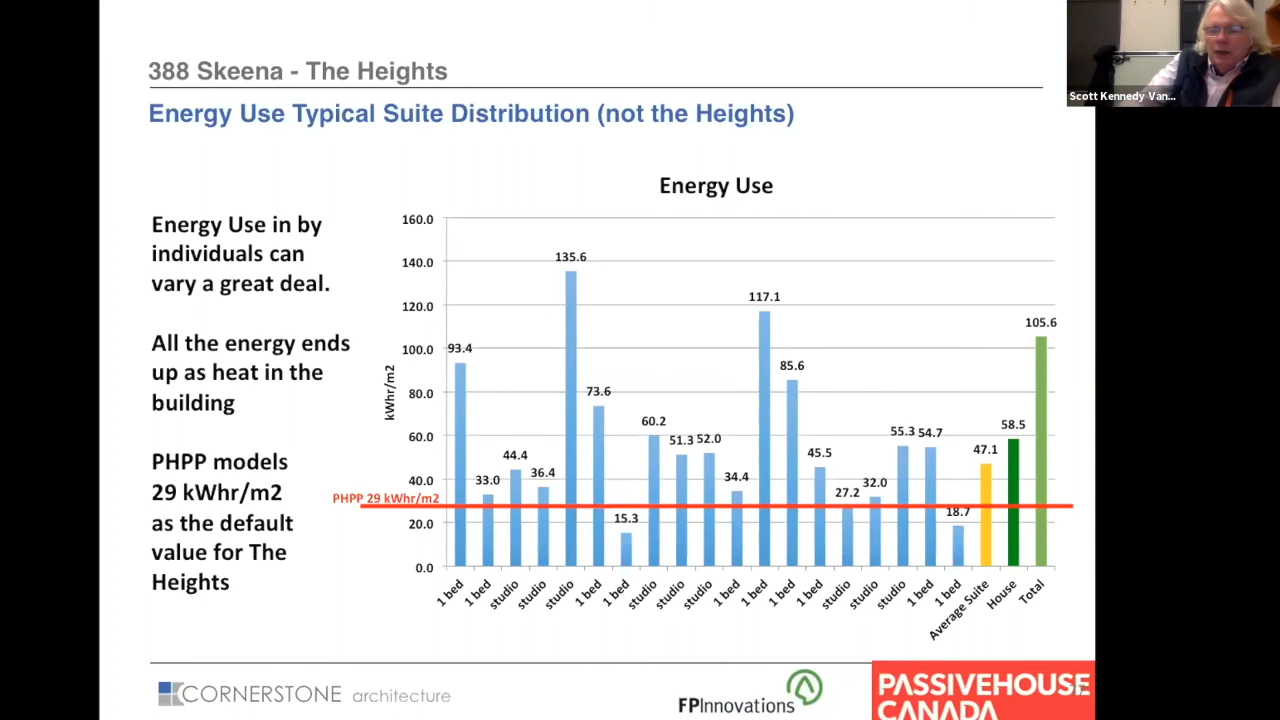 388 Skeena - The Heights
Scott Kennedy Van...
Energy Use Typical Suite Distribution (not the Heights)
Energy Use in by
individuals can
vary a great deal.
All the energy ends
up as heat in the
building
PHPP models
29 kWhr/m2
as the default
value for The
Heights
Energy Use
kWhr/m2
160.0
140.0
120.0
100.0
80.0
60.0
40.0
20.0
0.0
PHPP 29 kWhr/m2
93.4
33.0
44.4
36.4
135.6
73.6
15.3
60.2
51.3
52.0
34.4
117.1
85.6
45.5
27.2
32.0
55.3
54.7
18.7
47.1
58.5
105.6
1 bed
1 bed
studio
studio
studio
1 bed
1 bed
studio
studio
studio
1 bed
1 bed
1 bed
1 bed
studio
studio
studio
1 bed
1 bed
Average Suite
House
Total
CORNERSTONE architecture
FPInnovations
PASSIVEHOUSE
CANADA